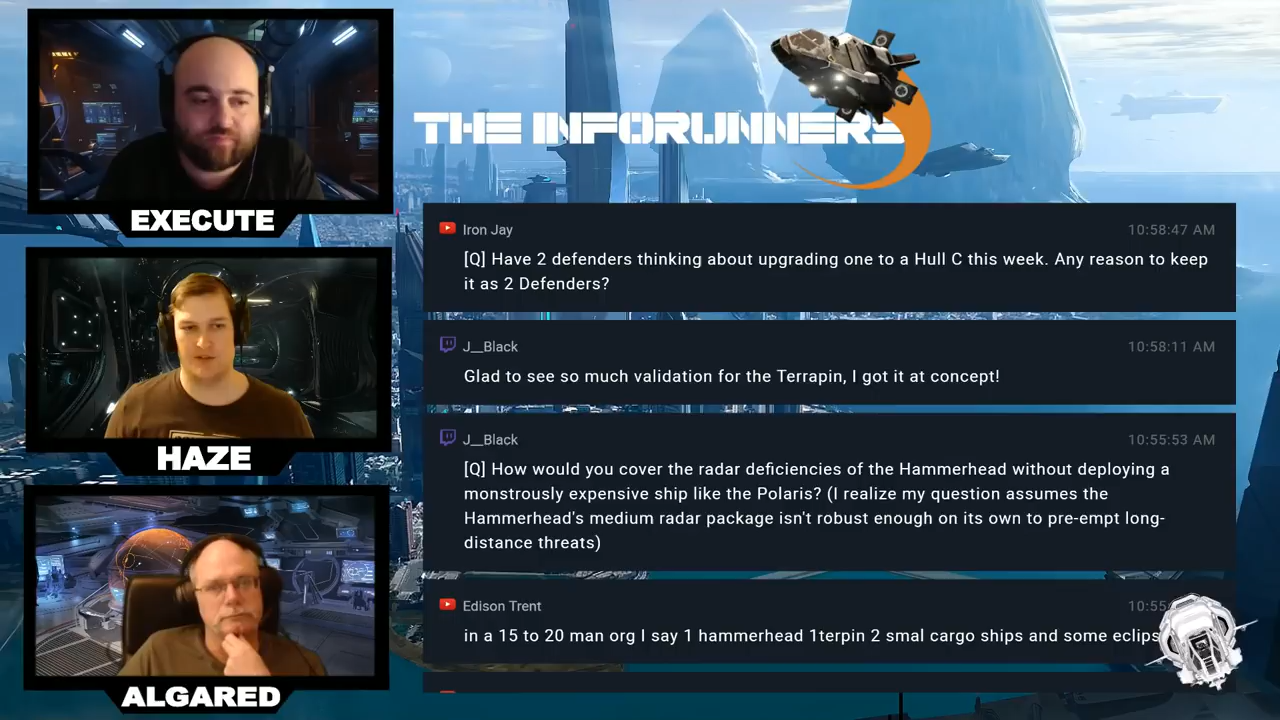 THE INFORUNNERS
EXECUTE
HAZE
ALGARED
Iron Jay 10:58:47 AM
[Q] Have 2 defenders thinking about upgrading one to a Hull C this week. Any reason to keep
it as 2 Defenders?
J__Black 10:58:11 AM
Glad to see so much validation for the Terrapin, I got it at concept!
J__Black 10:55:53 AM
[Q] How would you cover the radar deficiencies of the Hammerhead without deploying a
monstrously expensive ship like the Polaris? (I realize my question assumes the
Hammerhead's medium radar package isn't robust enough on its own to pre-empt long-
distance threats)
Edison Trent 10:55
in a 15 to 20 man org I say 1 hammerhead 1terpin 2 smal cargo ships and some eclips